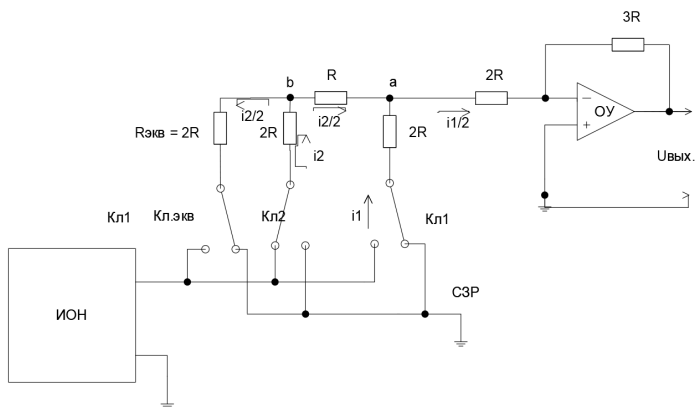 3R
b
R
a
2R
i2/2
i2/2
i1/2
ОУ
Rэкв = 2R
2R
i2
2R
Uвых.
Кл1
Кл.экв
Кл2
i1
Кл1
СЗР
ИОН